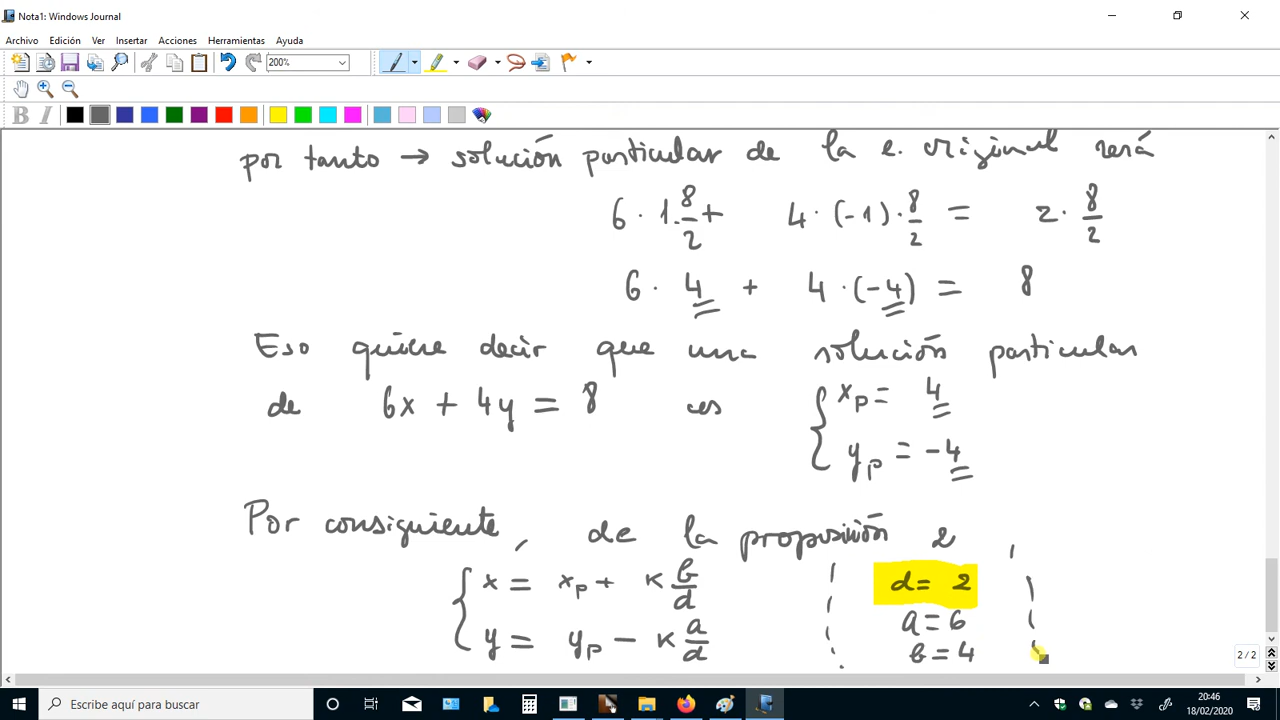 Nota1: Windows Journal
Archivo Edición Ver Insertar Acciones Herramientas Ayuda
200%
B I
por tanto → solución particular de la e. original será
6 · 1 · 8/2 + 4 · (-1) · 8/2 = 2 · 8/2
6 · 4 + 4 · (-4) = 8
Eso quiere decir que una solución particular
de 6x + 4y = 8 es { xp = 4
yp = -4
Por consiguiente, de la proposición 2,
{ x = xp + k b/d d = 2
y = yp - k a/d a = 6
b = 4
2 / 2
Escribe aquí para buscar
20:46
18/02/2020